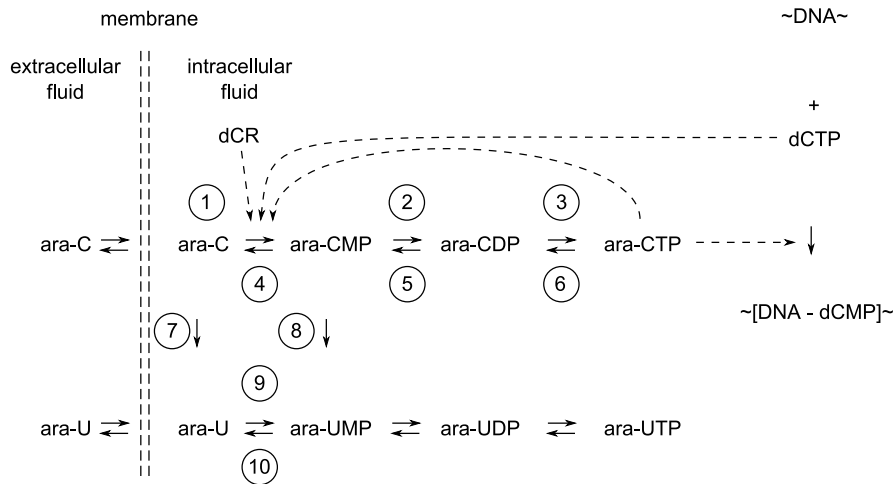 membrane
~DNA~
extracellular
fluid
intracellular
fluid
+
dCR
dCTP
1
2
3
ara-C
ara-C
ara-CMP
ara-CDP
ara-CTP
4
5
6
~[DNA - dCMP]~
7
8
9
ara-U
ara-U
ara-UMP
ara-UDP
ara-UTP
10